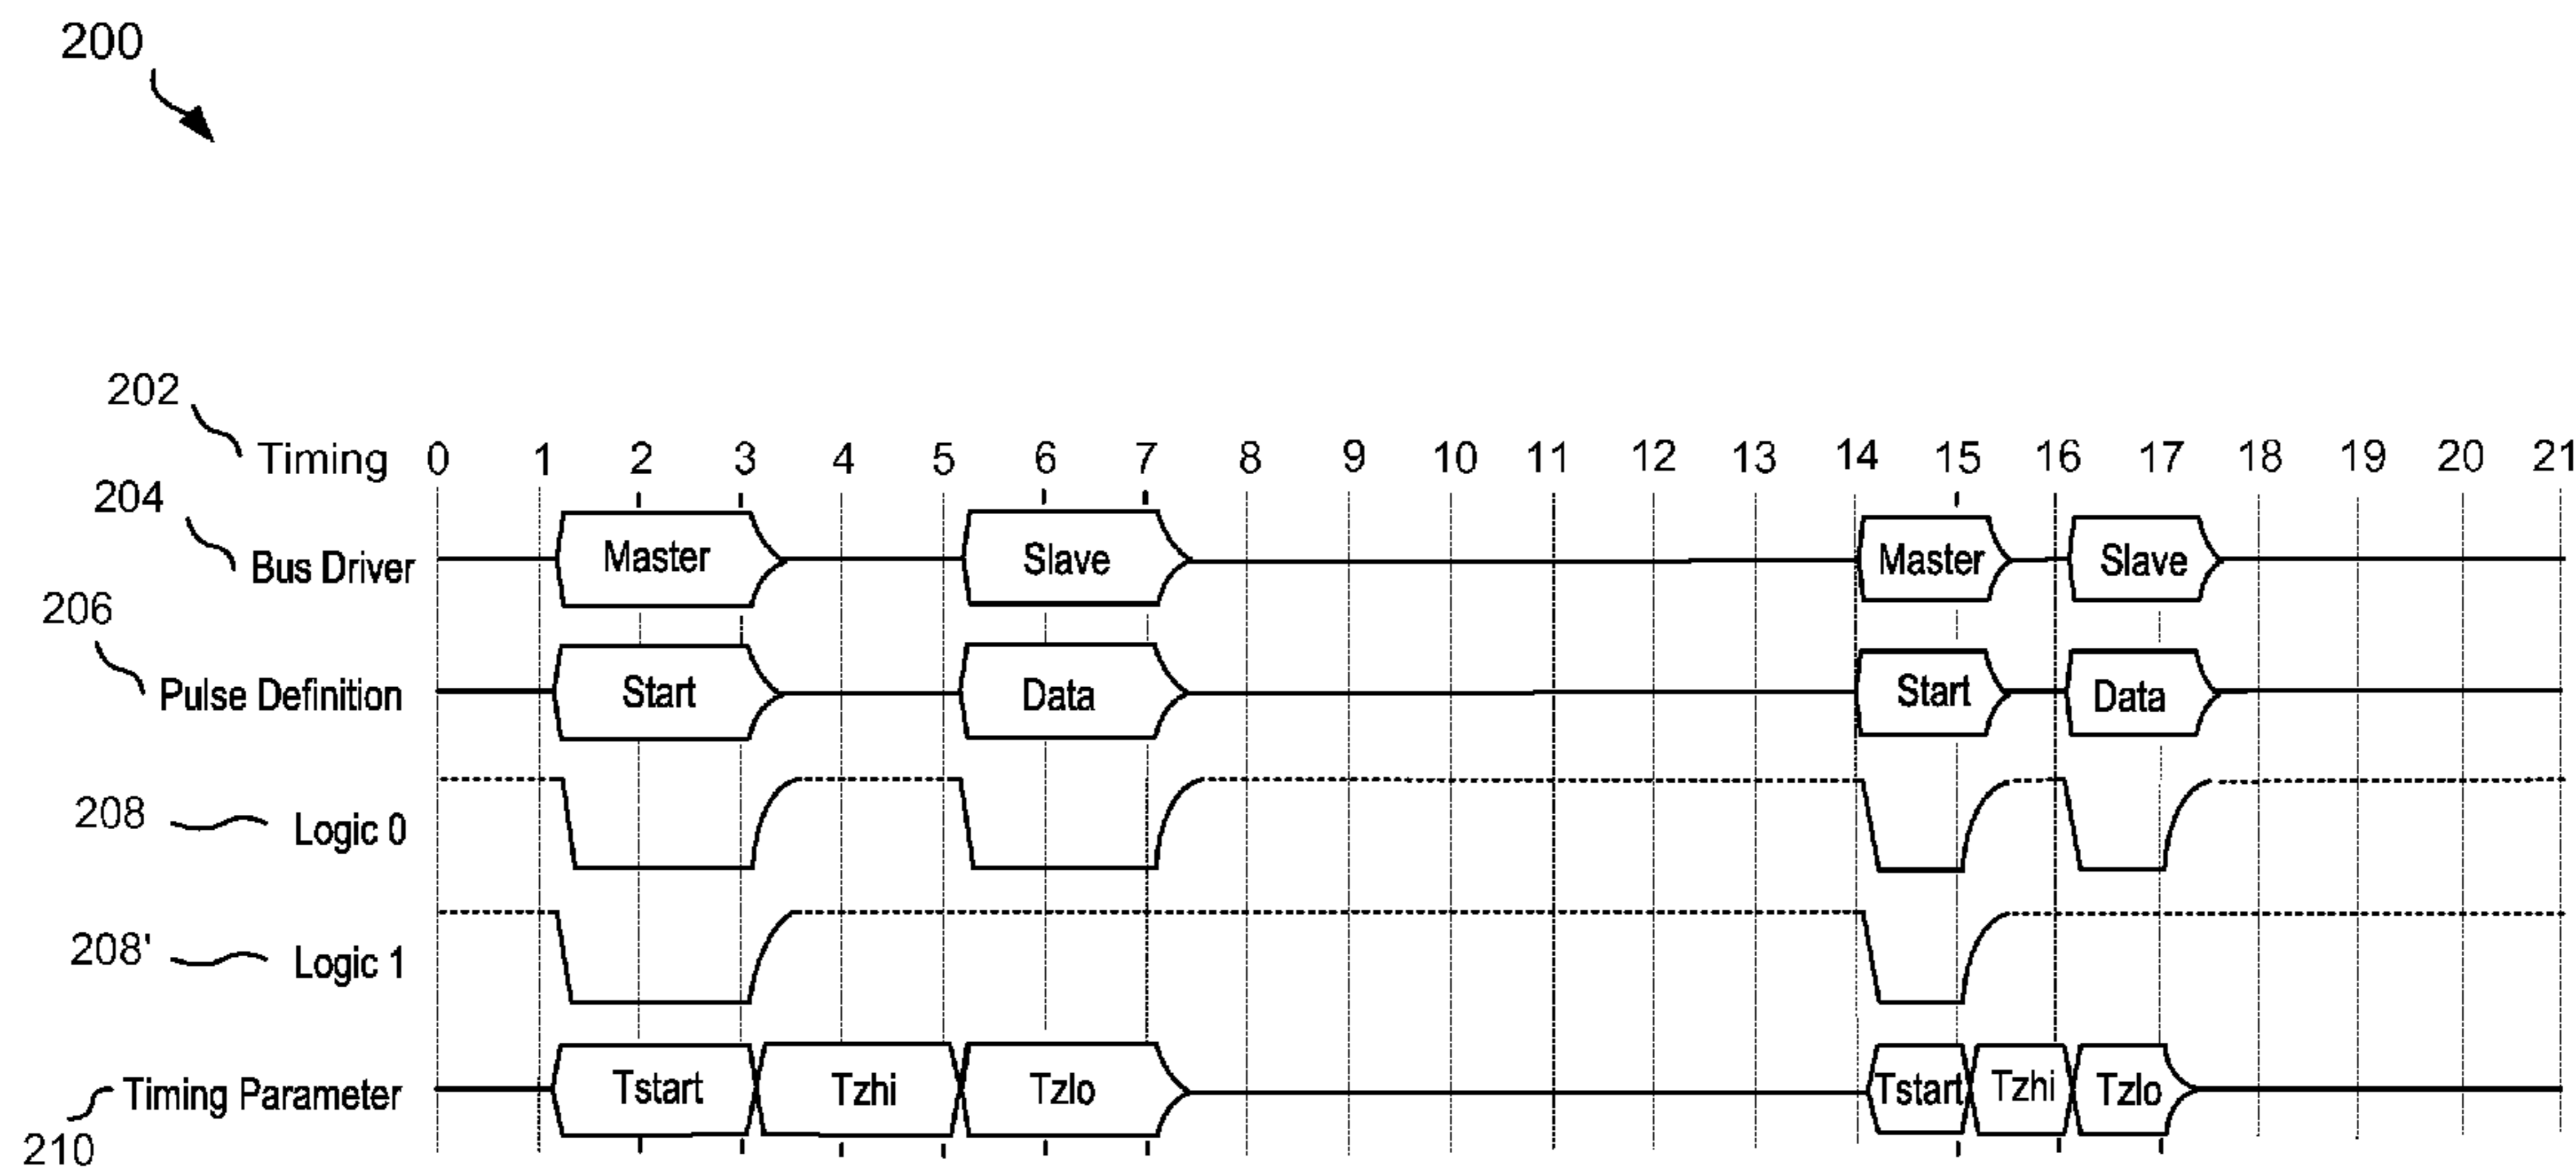 200
202
Timing 0 1 2 3 4 5 6 7 8 9 10 11 12 13 14 15 16 17 18 19 20 21
204
Bus Driver Master Slave Master Slave
206
Pulse Definition Start Data Start Data
208 Logic 0
208' Logic 1
Timing Parameter Tstart Tzhi Tzlo Tstart Tzhi Tzlo
210